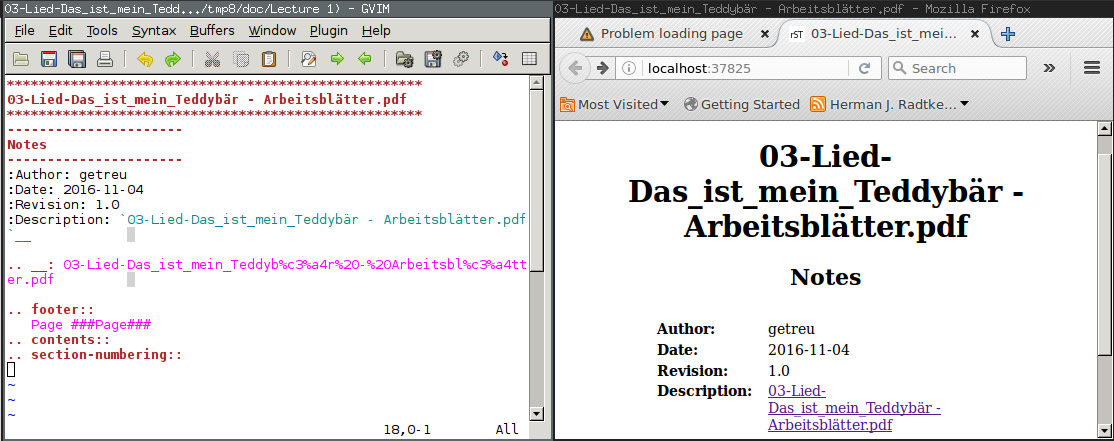 03-Lied-Das_ist_mein_Tedd.../tmp8/doc/Lecture 1) - GVIM
File Edit Tools Syntax Buffers Window Plugin Help
****************************************************
03-Lied-Das_ist_mein_Teddybär - Arbeitsblätter.pdf
****************************************************
----------------------
Notes
----------------------
:Author: getreu
:Date: 2016-11-04
:Revision: 1.0
:Description: `03-Lied-Das_ist_mein_Teddybär - Arbeitsblätter.pdf
`__
.. __: 03-Lied-Das_ist_mein_Teddyb%c3%a4r%20-%20Arbeitsbl%c3%a4tt
er.pdf
.. footer::
Page ###Page###
.. contents::
.. section-numbering::
~
~
~
18,0-1 All
03-Lied-Das_ist_mein_Teddybär - Arbeitsblätter.pdf - Mozilla Firefox
Problem loading page
rST 03-Lied-Das_ist_mei...
localhost:37825
Search
Most Visited
Getting Started
Herman J. Radtke...
03-Lied-
Das_ist_mein_Teddybär -
Arbeitsblätter.pdf
Notes
Author: getreu
Date: 2016-11-04
Revision: 1.0
Description: 03-Lied-
Das_ist_mein_Teddybär -
Arbeitsblätter.pdf